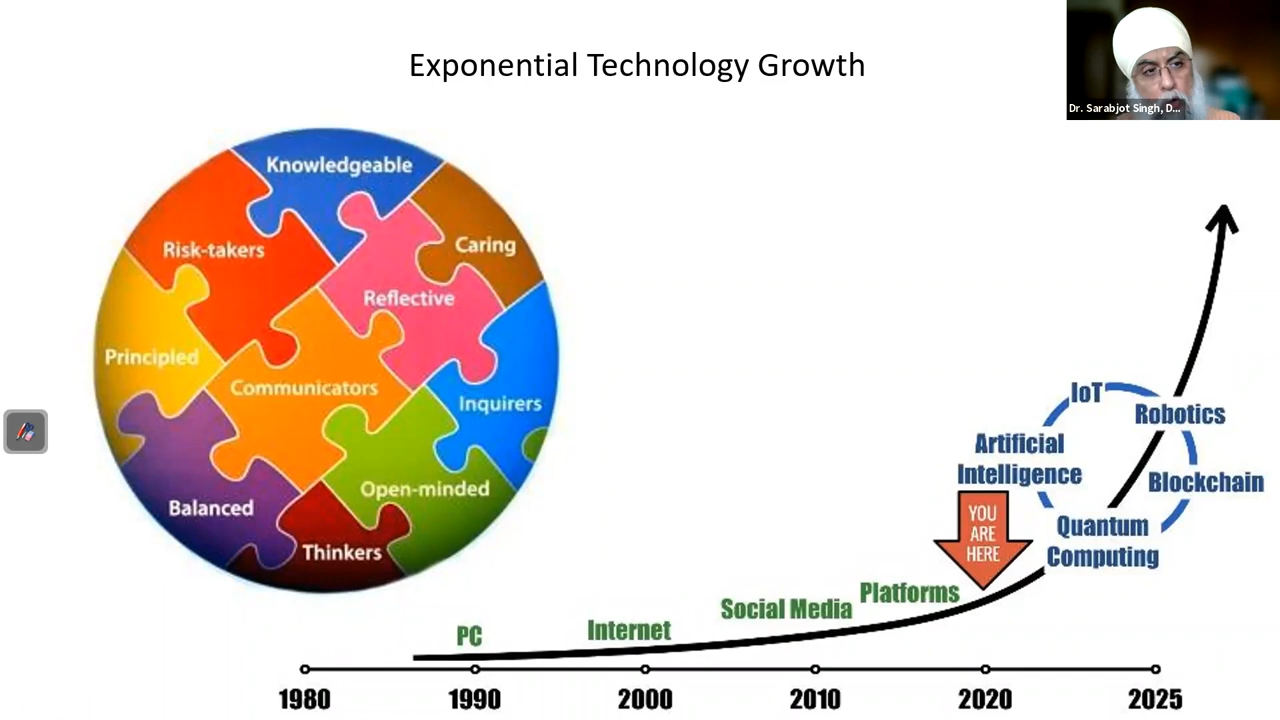 Exponential Technology Growth
Dr. Sarabjot Singh, D...
Knowledgeable
Risk-takers
Caring
Reflective
Principled
Communicators
Inquirers
Open-minded
Balanced
Thinkers
IoT
Robotics
Artificial
Intelligence
Blockchain
YOU
ARE
HERE
Quantum
Computing
Platforms
Social Media
Internet
PC
1980 1990 2000 2010 2020 2025